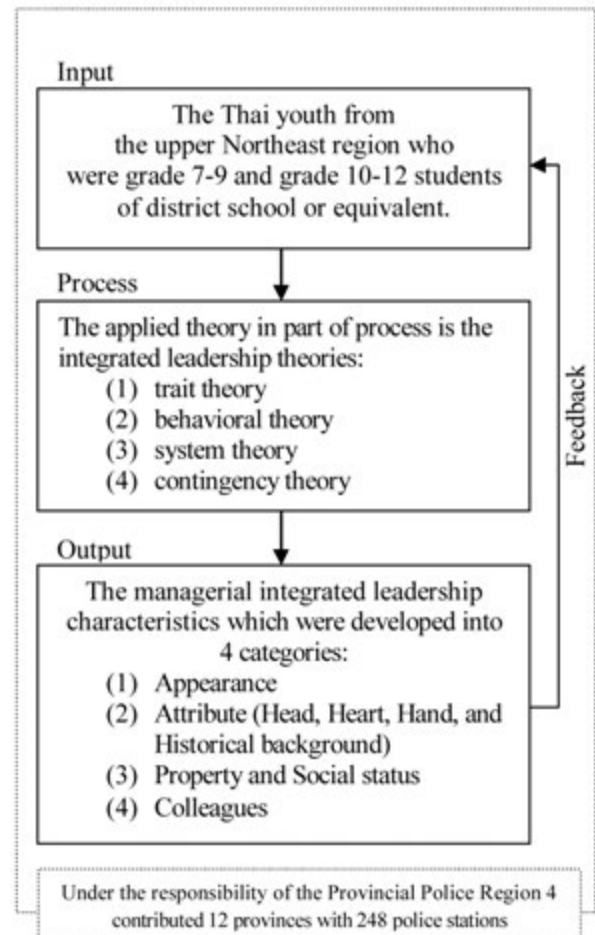 Input
The Thai youth from
the upper Northeast region who
were grade 7-9 and grade 10-12 students
of district school or equivalent.
Process
The applied theory in part of process is the
integrated leadership theories:
(1) trait theory
(2) behavioral theory
(3) system theory
(4) contingency theory
Feedback
Output
The managerial integrated leadership
characteristics which were developed into
4 categories:
(1) Appearance
(2) Attribute (Head, Heart, Hand, and
Historical background)
(3) Property and Social status
(4) Colleagues
Under the responsibility of the Provincial Police Region 4
contributed 12 provinces with 248 police stations